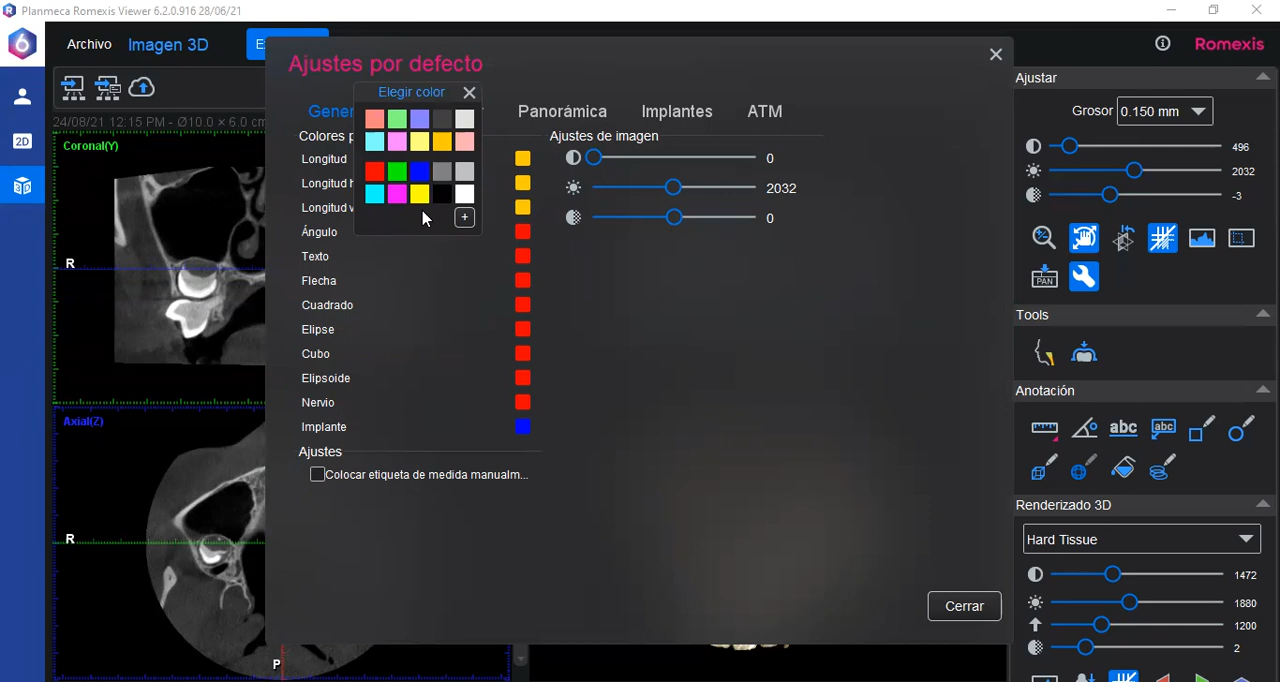 Planmeca Romexis Viewer 6.2.0.916 28/06/21
Archivo
Imagen 3D
Romexis
24/08/21 12:15 PM - Ø10.0 × 6.0 cm
Coronal(Y)
R
Axial(Z)
R
P
2D
Ajustes por defecto
Elegir color
Panorámica
Implantes
ATM
Ajustes de imagen
Longitud
0
Longitud
2032
Longitud
0
Ángulo
Texto
Flecha
Cuadrado
Elipse
Cubo
Elipsoide
Nervio
Implante
Ajustes
Colocar etiqueta de medida manualm...
Cerrar
Ajustar
Grosor 0.150 mm
496
2032
-3
PAN
Tools
Anotación
abc
abc
Renderizado 3D
Hard Tissue
1472
1880
1200
2